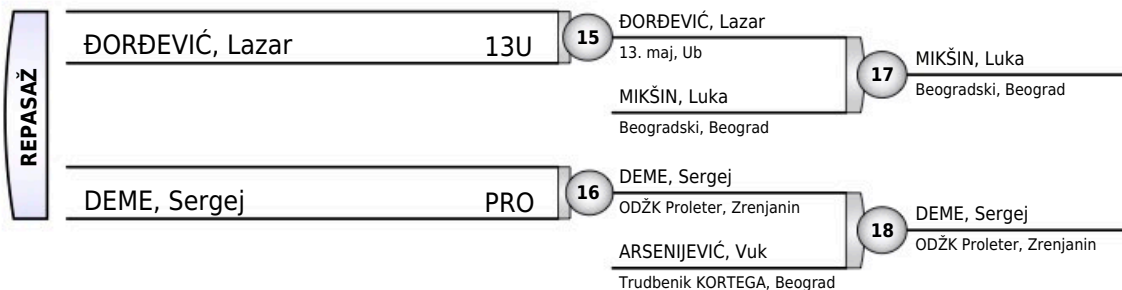 REPASAŽ
ĐORĐEVIĆ, Lazar 13U
15
ĐORĐEVIĆ, Lazar
13. maj, Ub
MIKŠIN, Luka
Beogradski, Beograd
17
MIKŠIN, Luka
Beogradski, Beograd
DEME, Sergej PRO
16
DEME, Sergej
ODŽK Proleter, Zrenjanin
ARSENIJEVIĆ, Vuk
Trudbenik KORTEGA, Beograd
18
DEME, Sergej
ODŽK Proleter, Zrenjanin